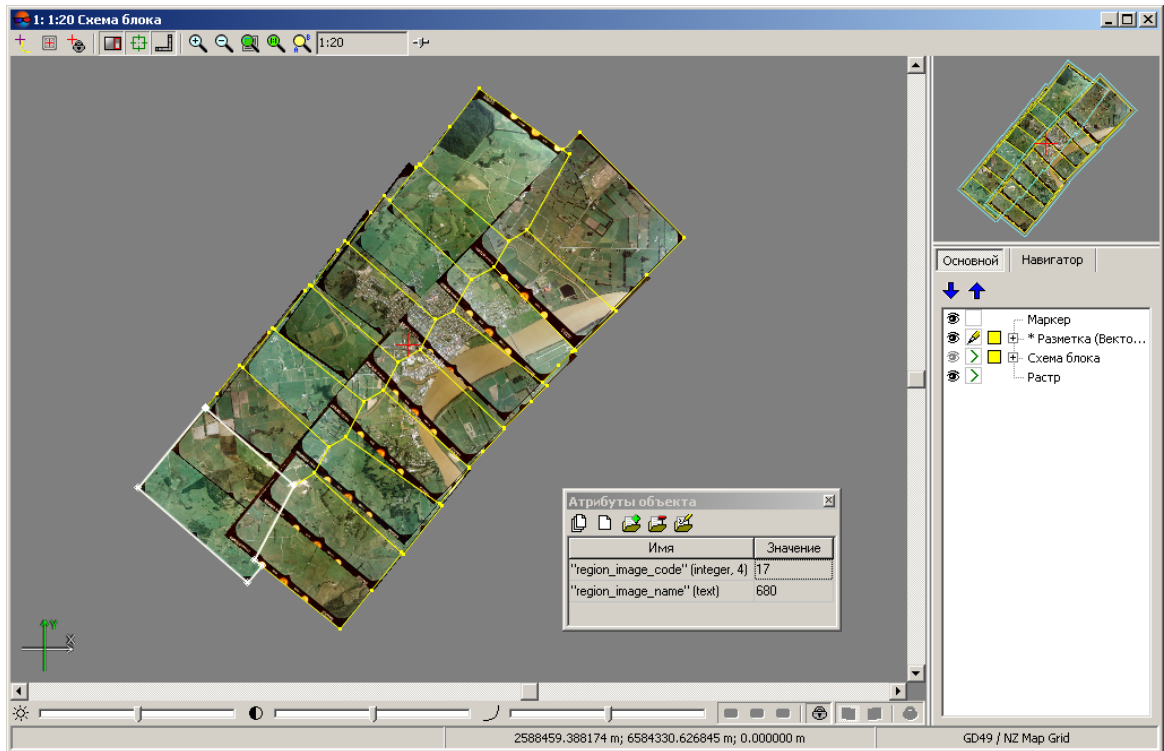 1: 1:20 Схема блока
1:20
Основной
Навигатор
Маркер
* Разметка (Векто...
Схема блока
Растр
Атрибуты объекта
Имя
Значение
"region_image_code" (integer, 4)
17
"region_image_name" (text)
680
Y
X
2588459.388174 m; 6584330.626845 m; 0.000000 m
GD49 / NZ Map Grid